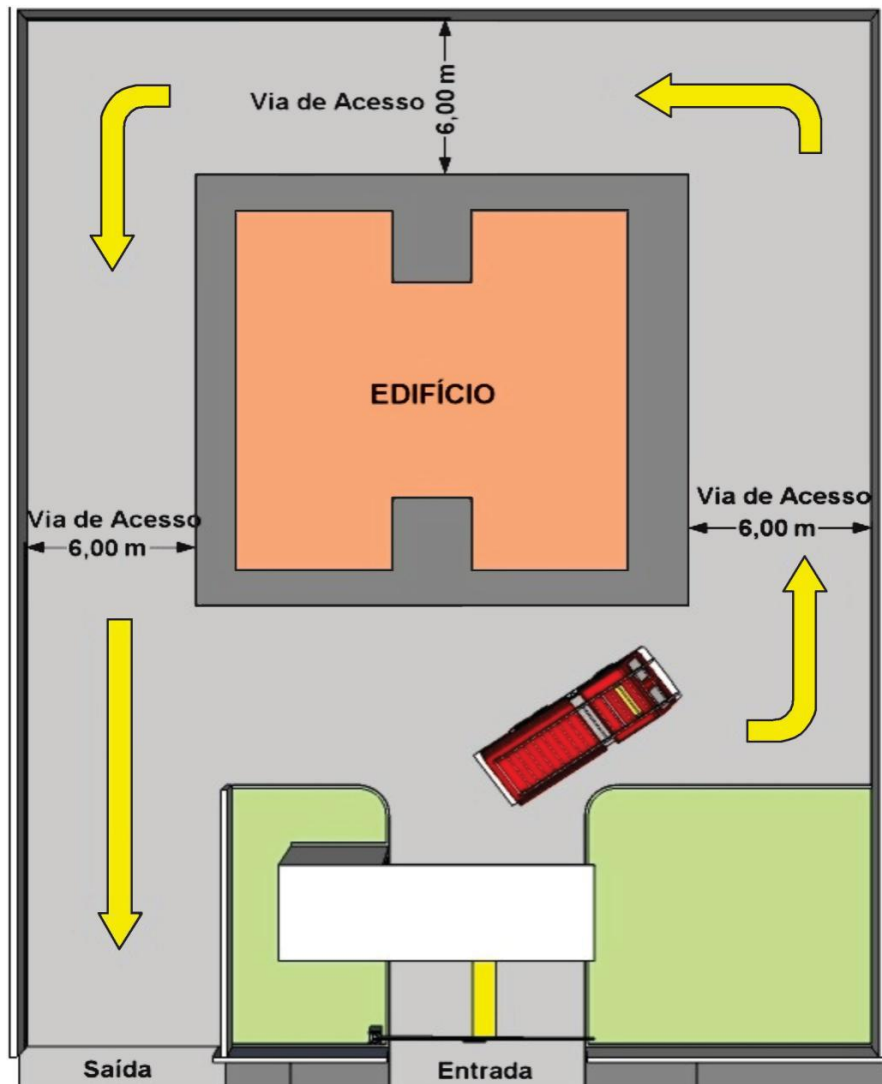 Via de Acesso
6,00 m
EDIFÍCIO
Via de Acesso
6,00 m
Via de Acesso
6,00 m
Saída
Entrada